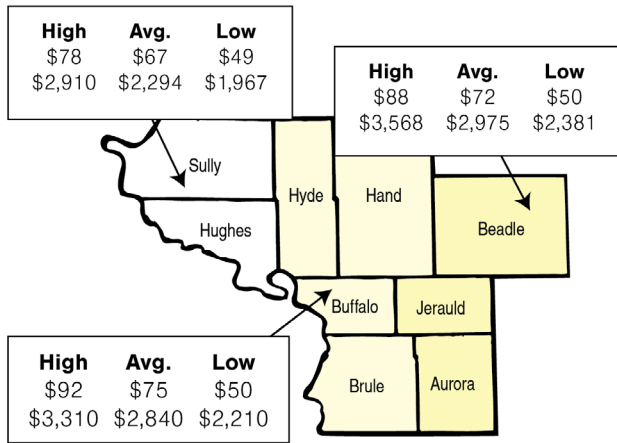 High Avg. Low
$78 $67 $49
$2,910 $2,294 $1,967
High Avg. Low
$88 $72 $50
$3,568 $2,975 $2,381
Sully
Hyde
Hand
Hughes
Beadle
Buffalo
Jerauld
High Avg. Low
$92 $75 $50
$3,310 $2,840 $2,210
Brule
Aurora